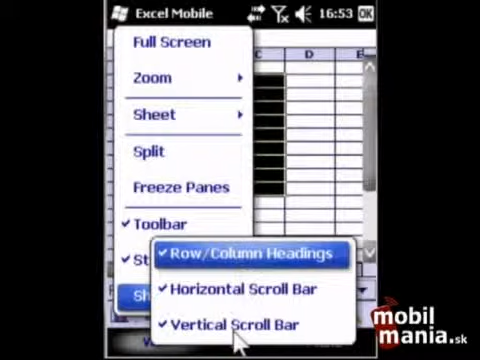 Excel Mobile 16:53 OK
Full Screen
Zoom
C D E
Sheet
Split
Freeze Panes
Toolbar
Row/Column Headings
Horizontal Scroll Bar
Vertical Scroll Bar
mobil
mania.sk